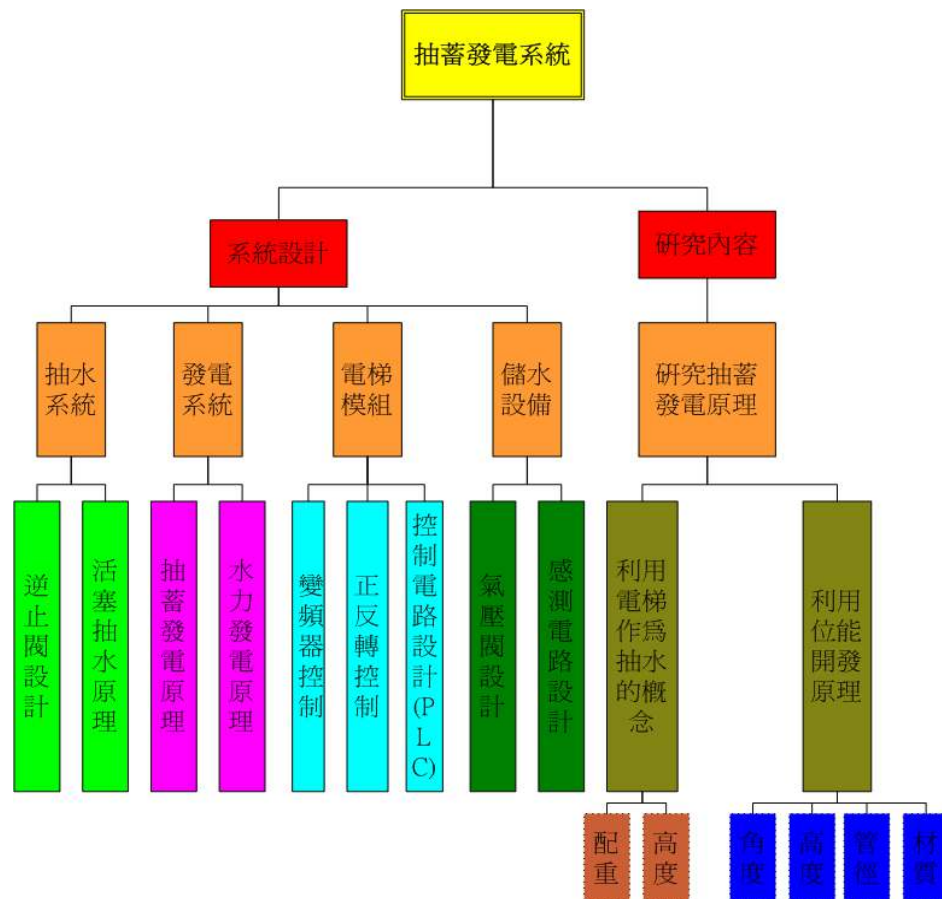 抽蓄發電系統
系統設計
研究內容
抽水
系統
發電
系統
電梯
模組
儲水
設備
研究抽蓄
發電原理
逆止閥設計
活塞抽水原理
抽蓄發電原理
水力發電原理
變頻器控制
正反轉控制
控制電路設計(PLC)
氣壓閥設計
感測電路設計
利用
電梯
作爲
抽水
的概
念
利用
位能
開發
原理
配重
高度
角度
高度
管徑
材質